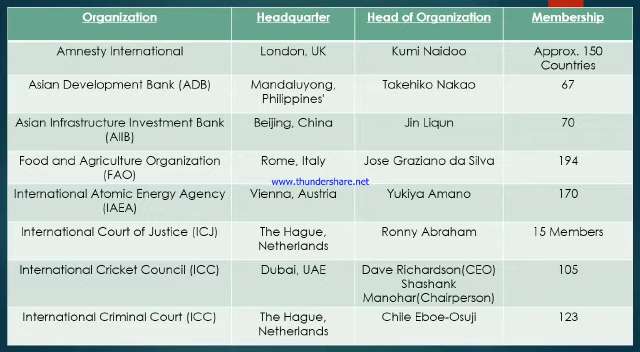 Organization Headquarter Head of Organization Membership
Amnesty International London, UK Kumi Naidoo Approx. 150
Countries
Asian Development Bank (ADB) Mandaluyong, Takehiko Nakao 67
Philippines'
Asian Infrastructure Investment Bank Beijing, China Jin Liqun 70
(AIIB)
Food and Agriculture Organization Rome, Italy Jose Graziano da Silva 194
(FAO)
www.thundershare.net
International Atomic Energy Agency Vienna, Austria Yukiya Amano 170
(IAEA)
International Court of Justice (ICJ) The Hague, Ronny Abraham 15 Members
Netherlands
International Cricket Council (ICC) Dubai, UAE Dave Richardson(CEO) 105
Shashank
Manohar(Chairperson)
International Criminal Court (ICC) The Hague, Chile Eboe-Osuji 123
Netherlands